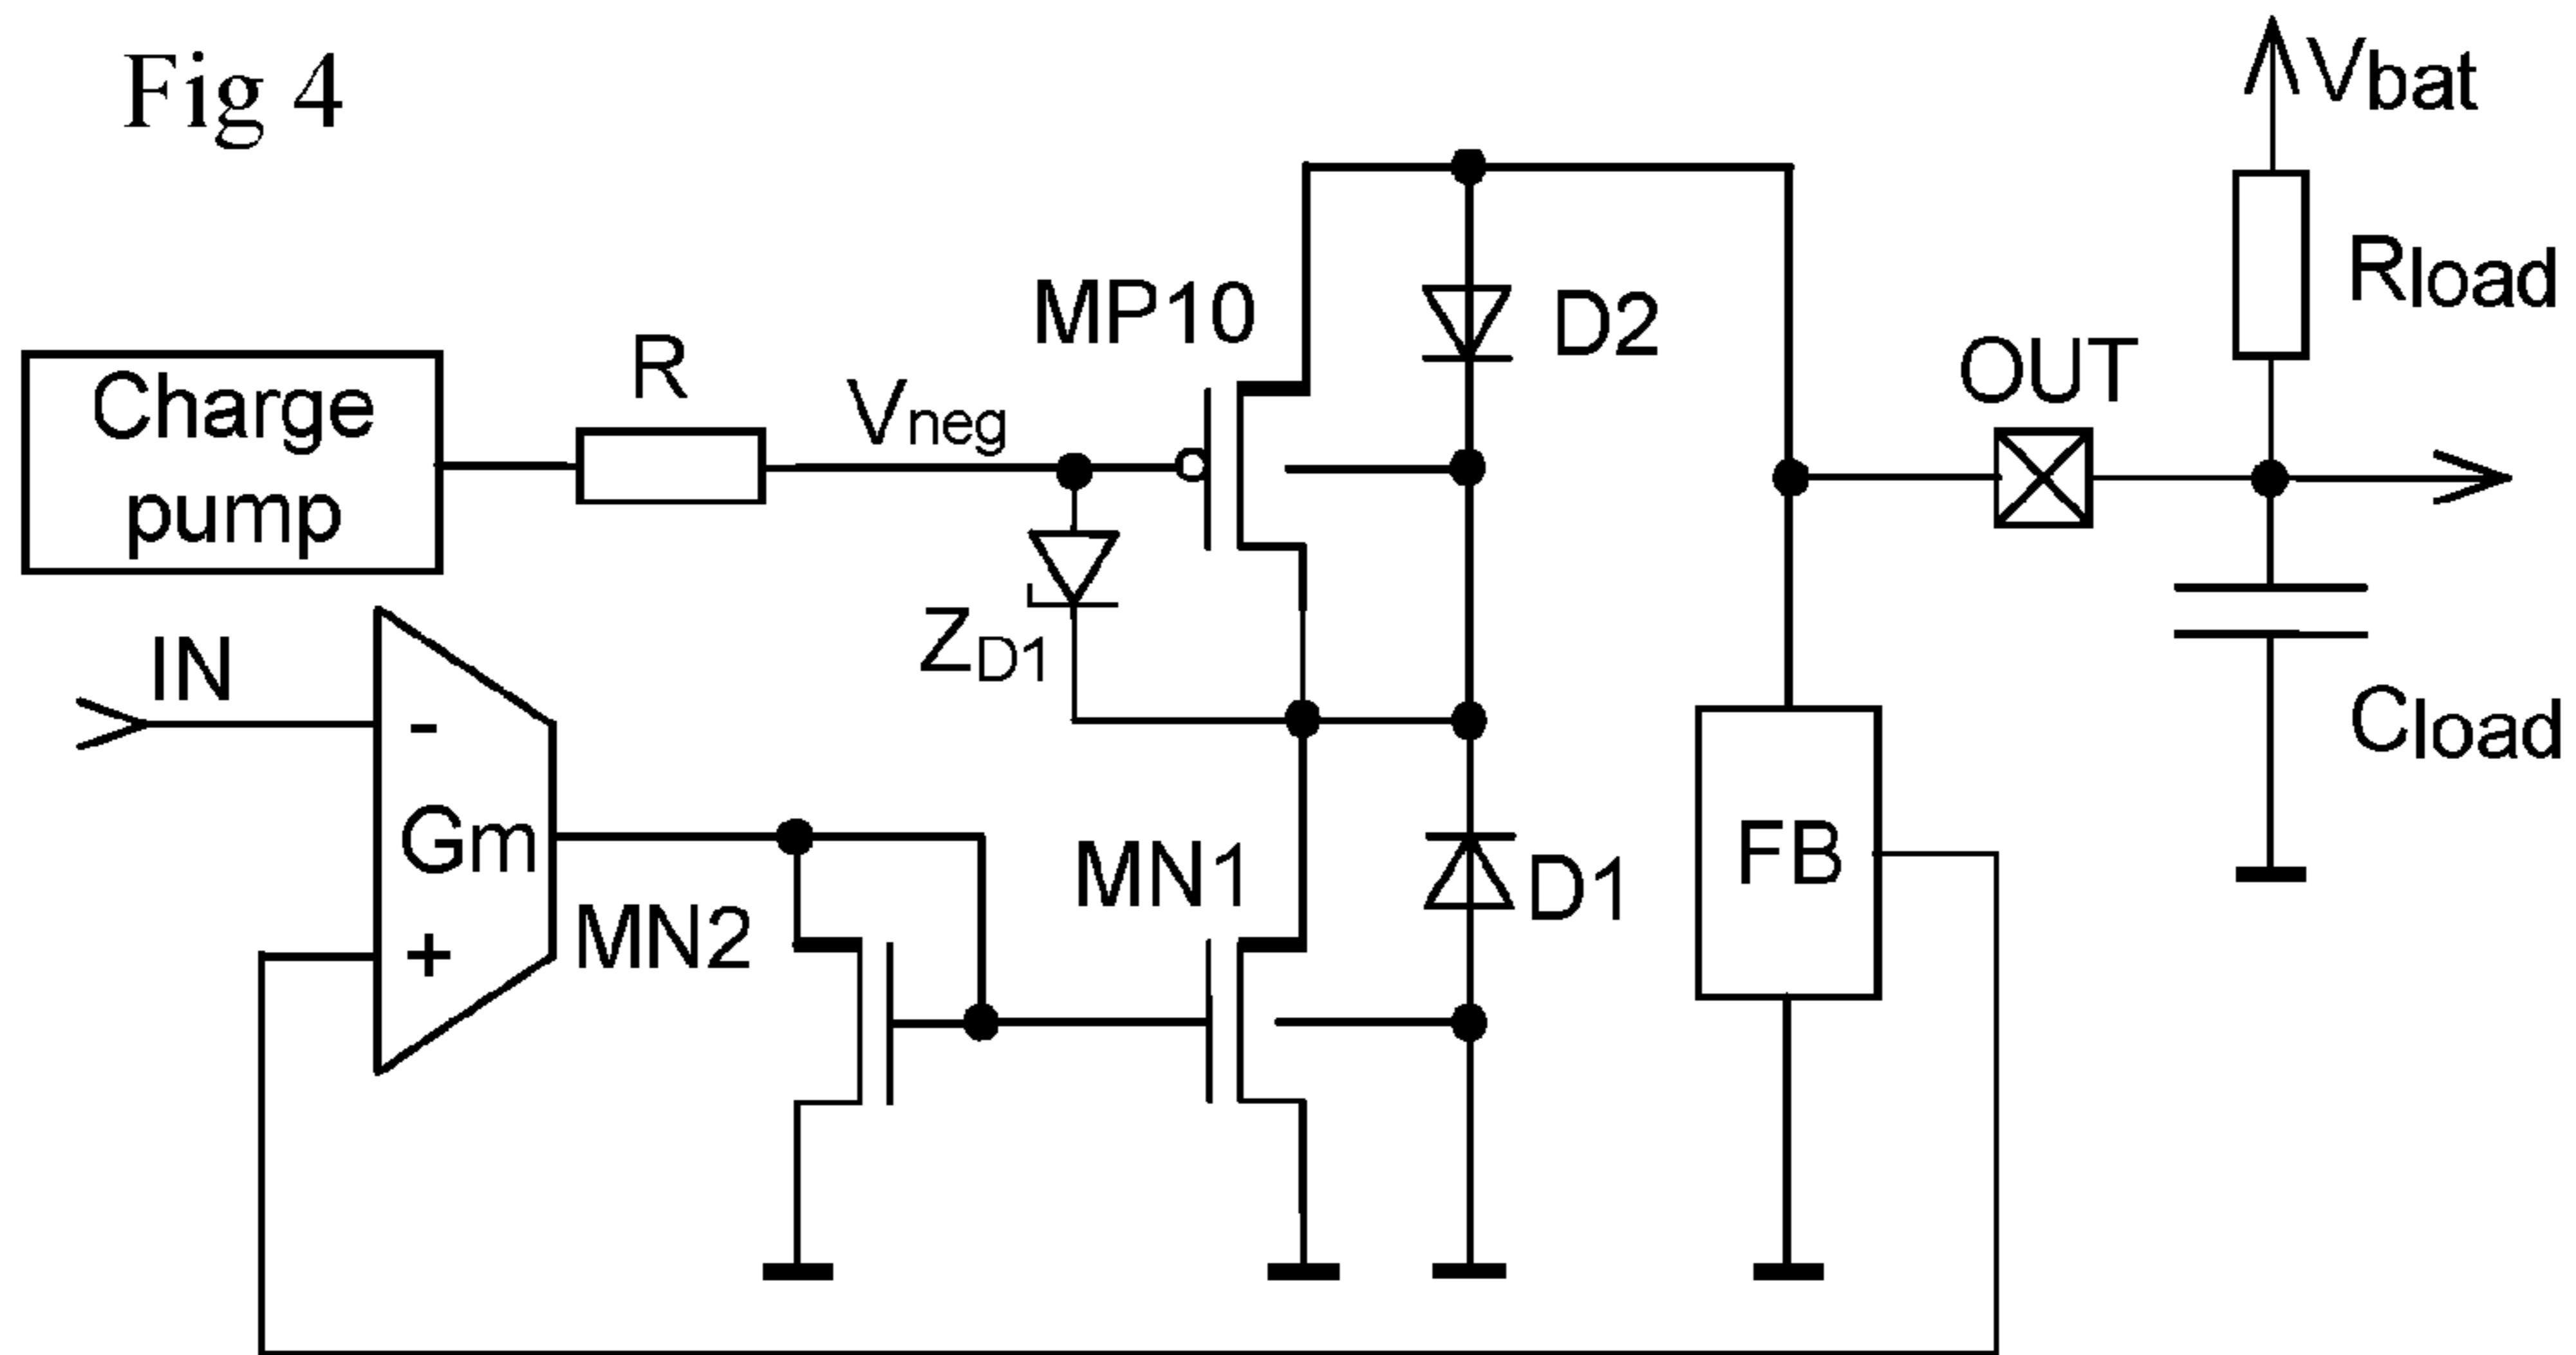 Fig 4
Vbat
Rload
MP10
D2
OUT
R
Vneg
Charge
pump
ZD1
IN
-
Gm
+
MN2
MN1
D1
FB
Cload